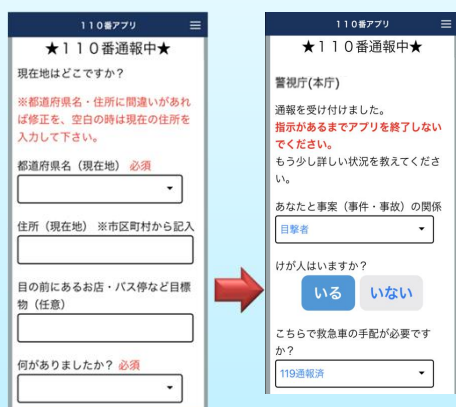 110番アプリ
★110番通報中★
現在地はどこですか？
※都道府県名・住所に間違いがあれ
ば修正を、空白の時は現在の住所を
入力して下さい。
都道府県名（現在地） 必須
住所（現在地） ※市区町村から記入
目の前にあるお店・バス停など目標
物（任意）
何がありましたか？ 必須
110番アプリ
★110番通報中★
警視庁(本庁)
通報を受け付けました。
指示があるまでアプリを終了しない
でください。
もう少し詳しい状況を教えてくださ
い。
あなたと事案（事件・事故）の関係
目撃者
けが人はいますか？
いる いない
こちらで救急車の手配が必要です
か？
119通報済